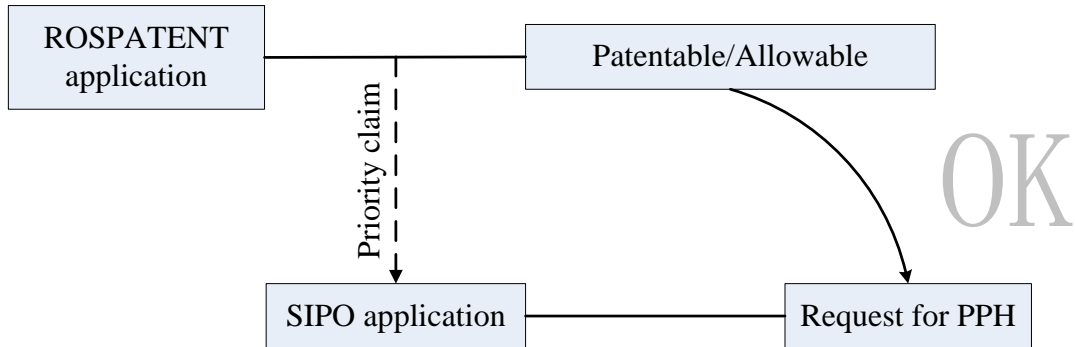 ROSPATENT
application
Patentable/Allowable
Priority claim
OK
SIPO application
Request for PPH